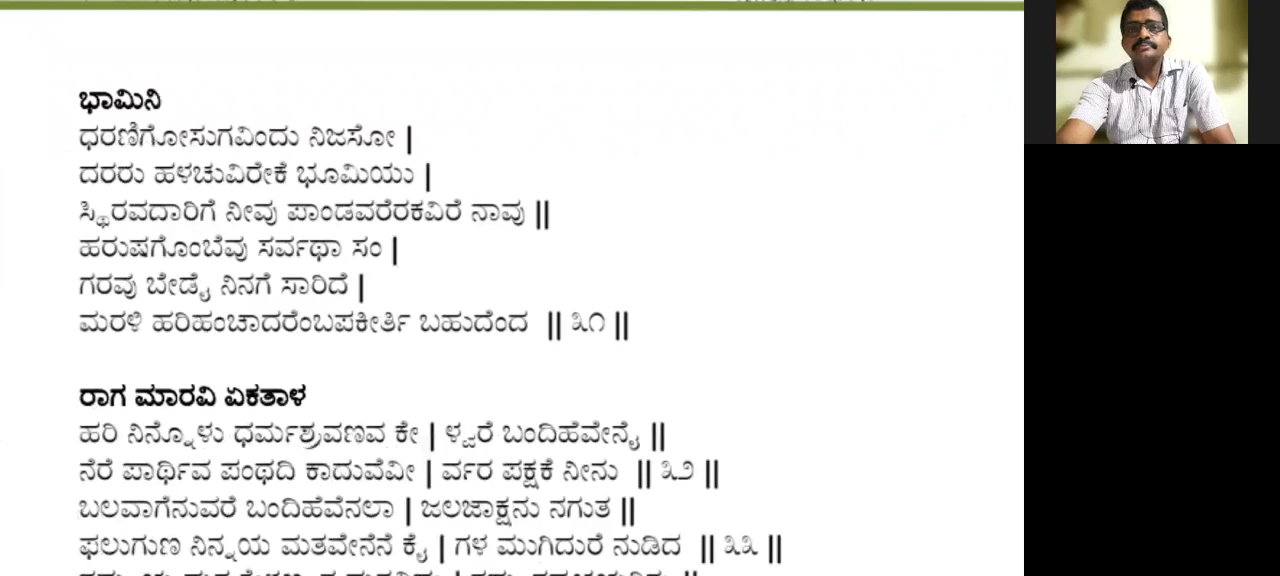 ಭಾಮಿನಿ
ಧರಣಿಗೋಸುಗವಿಂದು ನಿಜಸೋ |
ದರರು ಹಳಚುವಿರೇಕೆ ಭೂಮಿಯು |
ಸ್ಥಿರವದಾರಿಗೆ ನೀವು ಪಾಂಡವರೆರಕವಿರೆ ನಾವು ||
ಹರುಷಗೊಂಬೆವು ಸರ್ವಥಾ ಸಂ |
ಗರವು ಬೇಡೈ ನಿನಗೆ ಸಾರಿದೆ |
ಮರಳಿ ಹರಿಹಂಚಾದರೆಂಬಪಕೀರ್ತಿ ಬಹುದೆಂದ || ೩೧ ||
ರಾಗ ಮಾರವಿ ಏಕತಾಳ
ಹರಿ ನಿನ್ನೊಳು ಧರ್ಮಶ್ರವಣವ ಕೇ | ಳ್ವರೆ ಬಂದಿಹೆವೇನೈ ||
ನೆರೆ ಪಾರ್ಥಿವ ಪಂಥದಿ ಕಾದುವೆವೀ | ರ್ವರ ಪಕ್ಷಕೆ ನೀನು || ೩೨ ||
ಬಲವಾಗೆನುವರೆ ಬಂದಿಹೆವೆನಲಾ | ಜಲಜಾಕ್ಷನು ನಗುತ ||
ಫಲುಗುಣ ನಿನ್ನಯ ಮತವೇನೆನೆ ಕೈ | ಗಳ ಮುಗಿದುರೆ ನುಡಿದ || ೩೩ ||